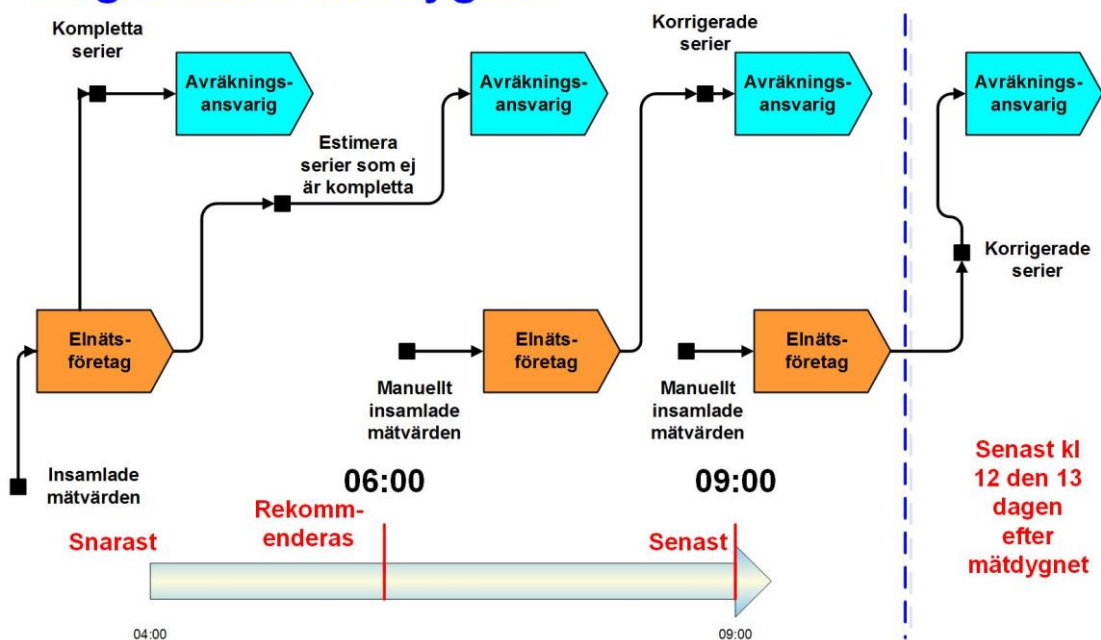 Kompletta
serier
Avräknings-
ansvarig
Avräknings-
ansvarig
Korrigerade
serier
Avräknings-
ansvarig
Avräknings-
ansvarig
Estimera
serier som ej
är kompletta
Korrigerade
serier
Elnäts-
företag
Elnäts-
företag
Elnäts-
företag
Manuellt
insamlade
mätvärden
Manuellt
insamlade
mätvärden
Insamlade
mätvärden
06:00
09:00
Senast kl
12 den 13
dagen
efter
mätdygnet
Snarast
Rekomm-
enderas
Senast
04:00
09:00